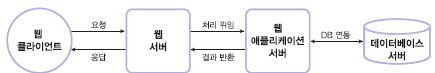 웹
클라이언트
요청
응답
웹
서버
처리 위임
결과 반환
웹
애플리케이션
서버
DB 연동
데이터베이스
서버